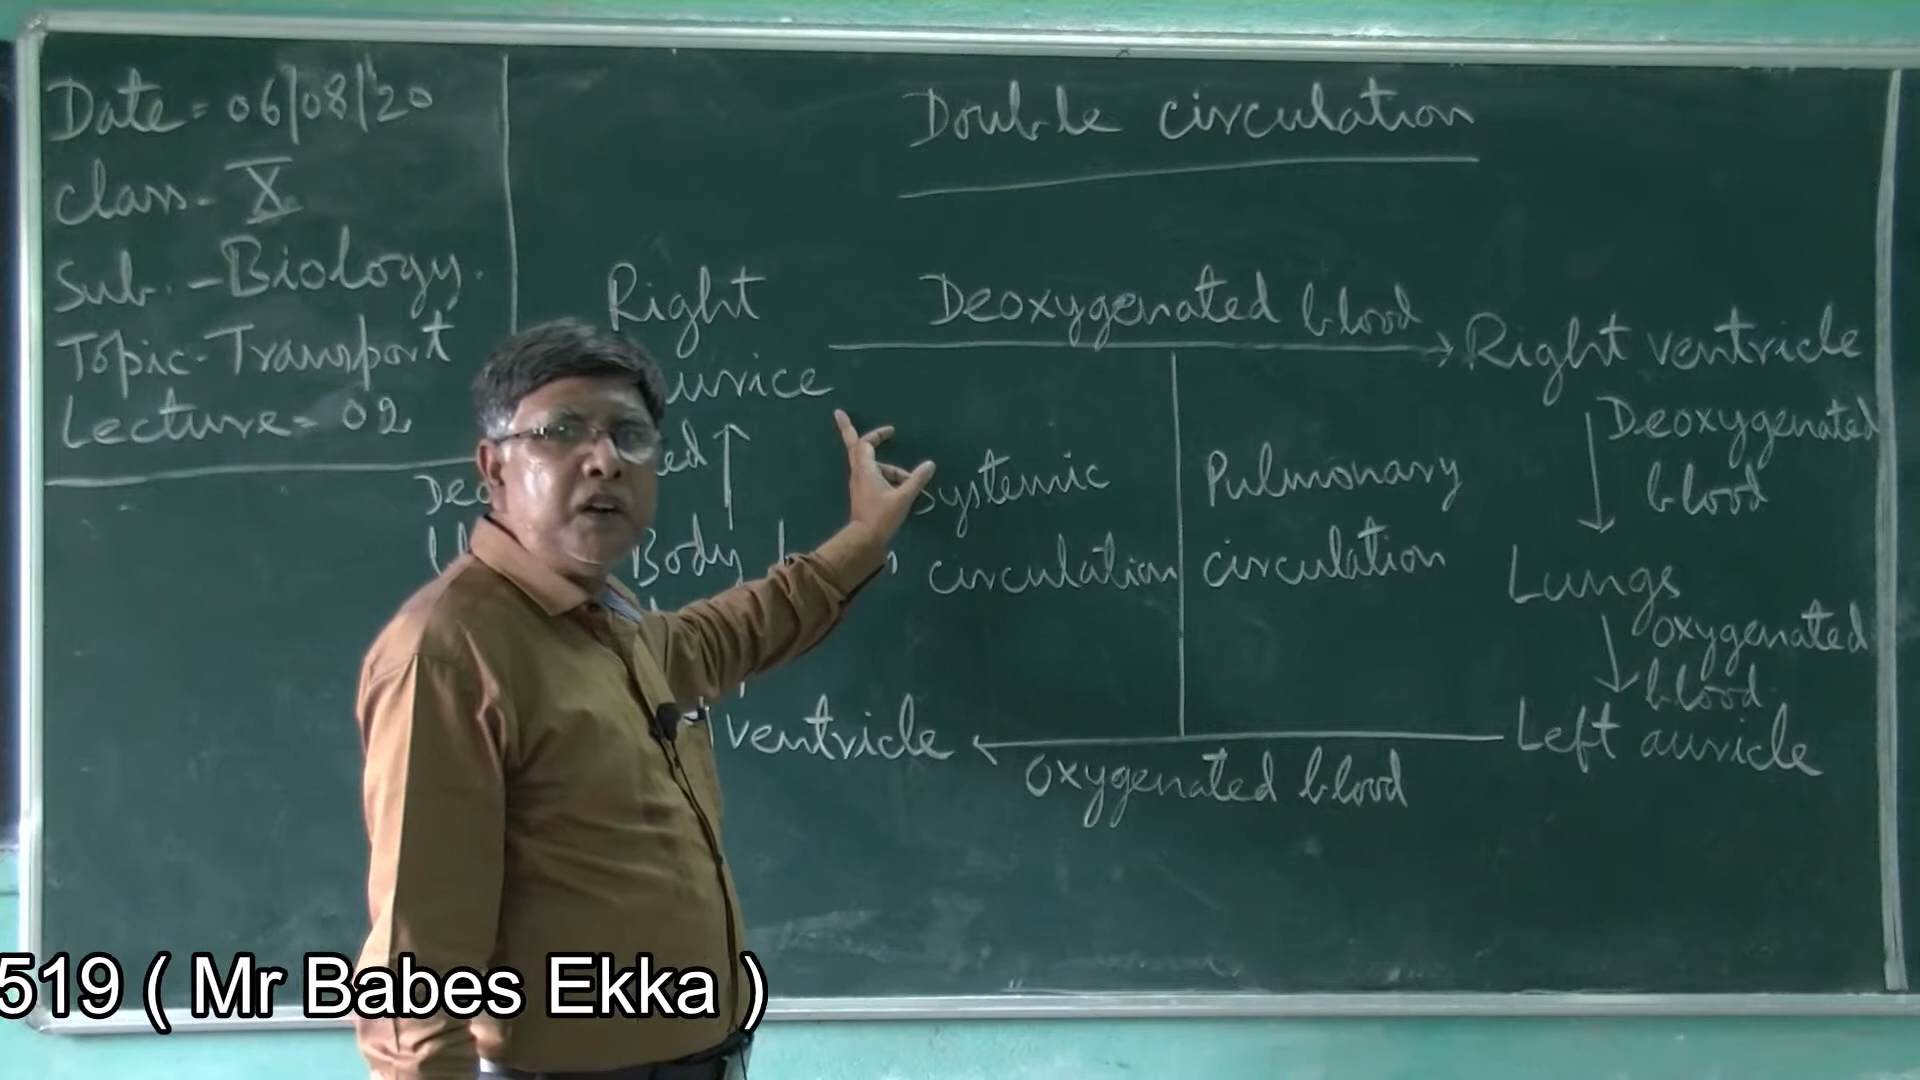 Date = 06/08/20
Class - X
Sub. - Biology.
Topic - Transport
Lecture = 02
Double circulation
Right
Deoxygenated blood
Right ventricle
Deoxygenated
blood
Systemic
circulation
Pulmonary
circulation
Body
Lungs
oxygenated
blood
ventricle
Left auricle
oxygenated blood
519 ( Mr Babes Ekka )